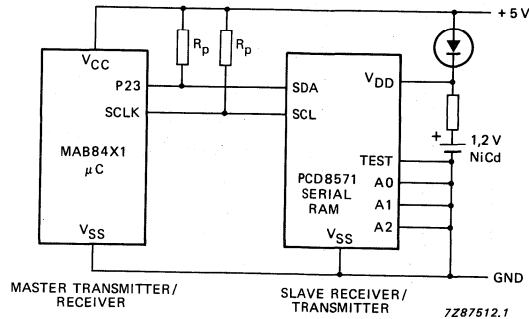 +5 V
VCC
Rp
Rp
P23
SDA
VDD
SCLK
SCL
+
1,2 V
NiCd
MAB84X1
μC
TEST
PCD8571
SERIAL
RAM
A0
A1
A2
VSS
VSS
GND
MASTER TRANSMITTER/
RECEIVER
SLAVE RECEIVER/
TRANSMITTER
7Z87512.1